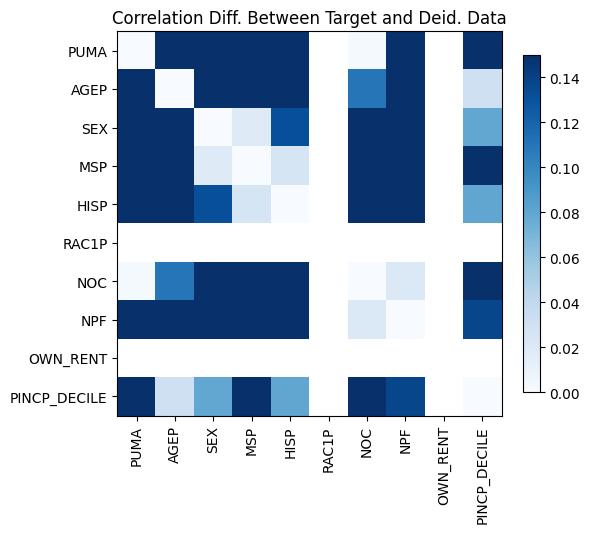 Correlation Diff. Between Target and Deid. Data
PUMA
AGEP
SEX
MSP
HISP
RAC1P
NOC
NPF
OWN_RENT
PINCP_DECILE
PUMA
AGEP
SEX
MSP
HISP
RAC1P
NOC
NPF
OWN_RENT
PINCP_DECILE
0.14
0.12
0.10
0.08
0.06
0.04
0.02
0.00